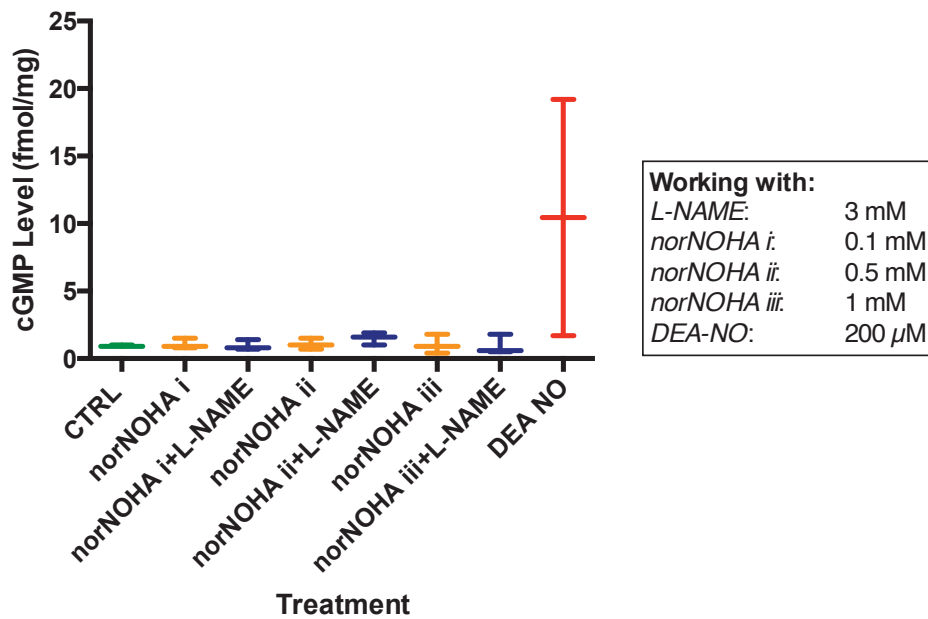 25
20
15
10
5
0
cGMP Level (fmol/mg)
CTRL
norNOHA i
norNOHA i+L-NAME
norNOHA ii
norNOHA ii+L-NAME
norNOHA iii
norNOHA iii+L-NAME
DEA NO
Treatment
Working with:
L-NAME: 3 mM
norNOHA i: 0.1 mM
norNOHA ii: 0.5 mM
norNOHA iii: 1 mM
DEA-NO: 200 µM